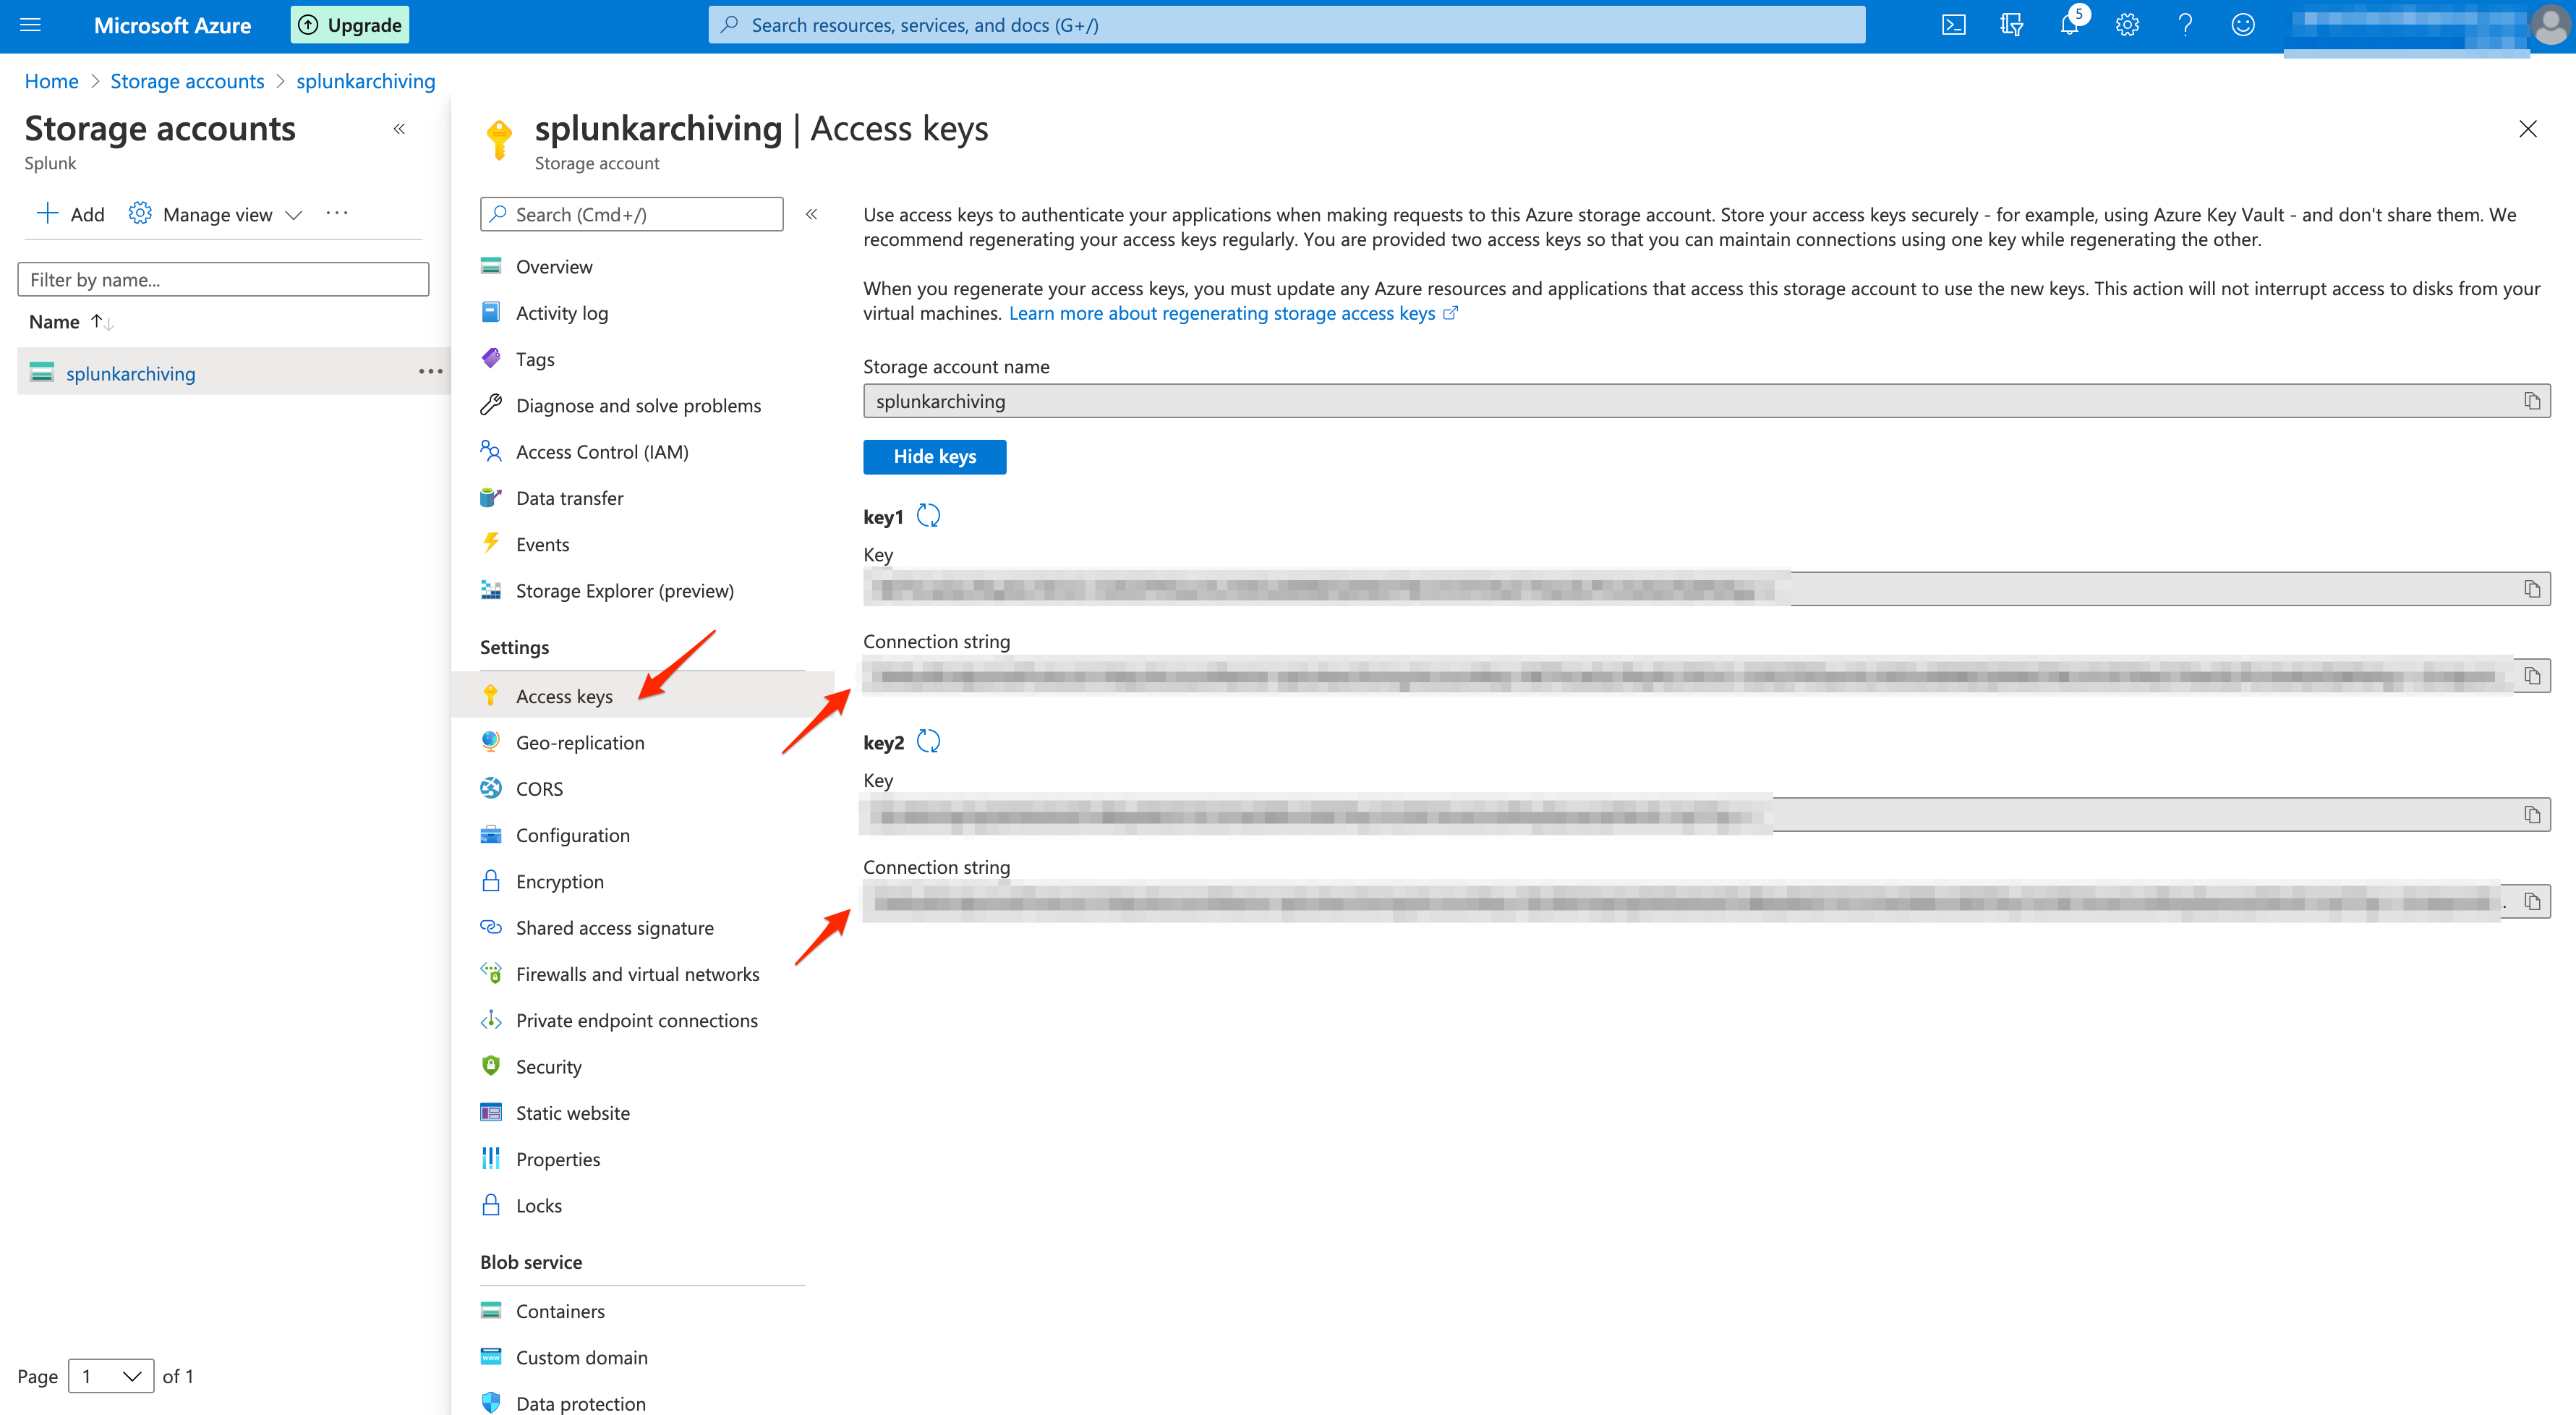 Microsoft Azure
Upgrade
Search resources, services, and docs (G+/)
5
Home > Storage accounts > splunkarchiving
Storage accounts
Splunk
Add
Manage view
Filter by name...
Name
splunkarchiving
Page 1 of 1
splunkarchiving | Access keys
Storage account
Search (Cmd+/)
Overview
Activity log
Tags
Diagnose and solve problems
Access Control (IAM)
Data transfer
Events
Storage Explorer (preview)
Settings
Access keys
Geo-replication
CORS
Configuration
Encryption
Shared access signature
Firewalls and virtual networks
Private endpoint connections
Security
Static website
Properties
Locks
Blob service
Containers
Custom domain
Data protection
Use access keys to authenticate your applications when making requests to this Azure storage account. Store your access keys securely - for example, using Azure Key Vault - and don't share them. We
recommend regenerating your access keys regularly. You are provided two access keys so that you can maintain connections using one key while regenerating the other.
When you regenerate your access keys, you must update any Azure resources and applications that access this storage account to use the new keys. This action will not interrupt access to disks from your
virtual machines. Learn more about regenerating storage access keys
Storage account name
splunkarchiving
Hide keys
key1
Key
Connection string
key2
Key
Connection string